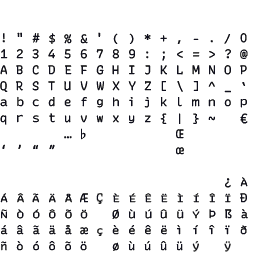 ! " # $ % & ' ( ) * + , - . / 0
1 2 3 4 5 6 7 8 9 : ; < = > ? @
A B C D E F G H I J K L M N O P
Q R S T U V W X Y Z [ \ ] ^ _ `
a b c d e f g h i j k l m n o p
q r s t u v w x y z { | } ~ €
… Œ
‘ ’ “ ” œ
¿ À
Á Â Ã Ä Å Æ Ç È É Ê Ë Ì Í Î Ï Ð
Ñ Ò Ó Ô Õ Ö Ø Ù Ú Û Ü Ý Þ ß à
á â ã ä å æ ç è é ê ë ì í î ï ð
ñ ò ó ô õ ö ø ù ú û ü ý ÿ